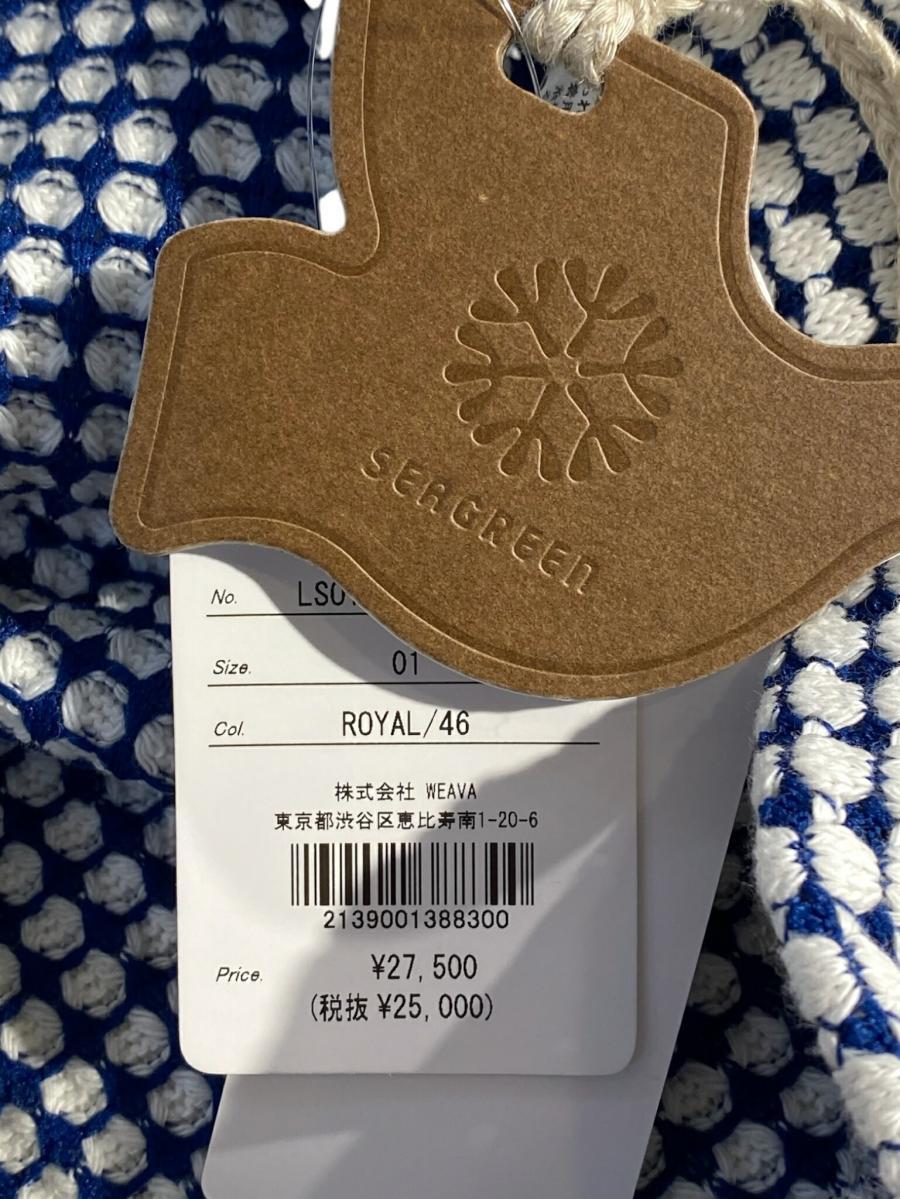 SEAGREEN
No.
Size. 01
Col. ROYAL/46
株式会社 WEAVA
東京都渋谷区恵比寿南1-20-6
2139001388300
Price. ¥27,500
(税抜 ¥25,000)